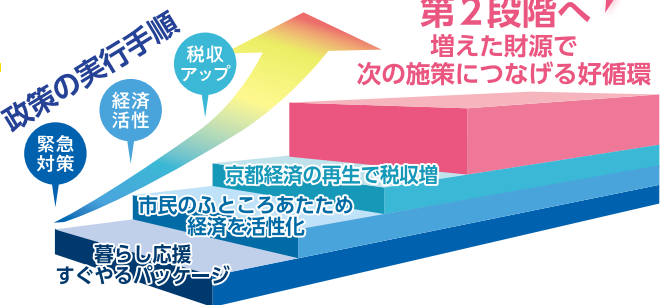 政策の実行手順
緊急
対策
経済
活性
税収
アップ
第2段階へ
増えた財源で
次の施策につなげる好循環
京都経済の再生で税収増
市民のふところあたため
経済を活性化
暮らし応援
すぐやるパッケージ